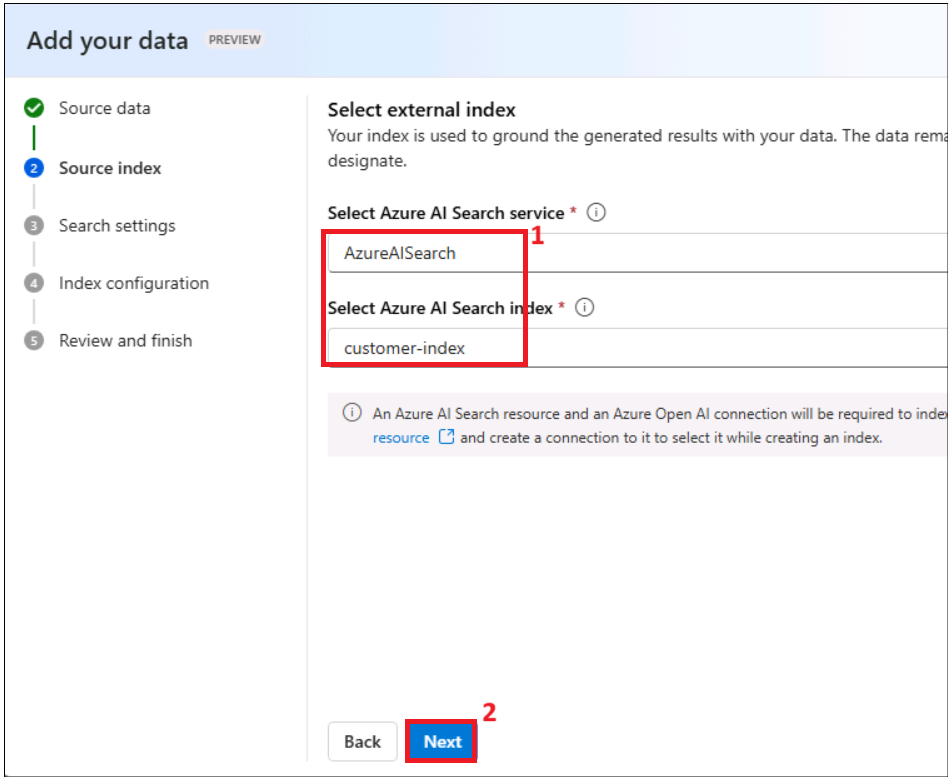 Add your data PREVIEW
Source data
2 Source index
3 Search settings
4 Index configuration
5 Review and finish
Select external index
Your index is used to ground the generated results with your data. The data rema
designate.
Select Azure AI Search service *
1
AzureAISearch
Select Azure AI Search index *
customer-index
An Azure AI Search resource and an Azure Open AI connection will be required to inde
resource and create a connection to it to select it while creating an index.
2
Back Next